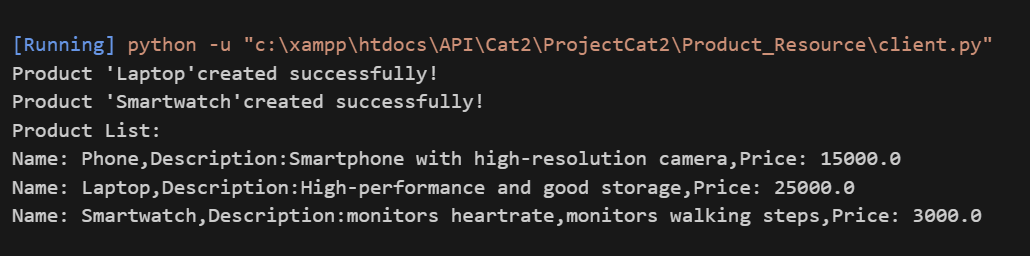 [Running] python -u "c:\xampp\htdocs\API\Cat2\ProjectCat2\Product_Resource\client.py"
Product 'Laptop'created successfully!
Product 'Smartwatch'created successfully!
Product List:
Name: Phone,Description:Smartphone with high-resolution camera,Price: 15000.0
Name: Laptop,Description:High-performance and good storage,Price: 25000.0
Name: Smartwatch,Description:monitors heartrate,monitors walking steps,Price: 3000.0